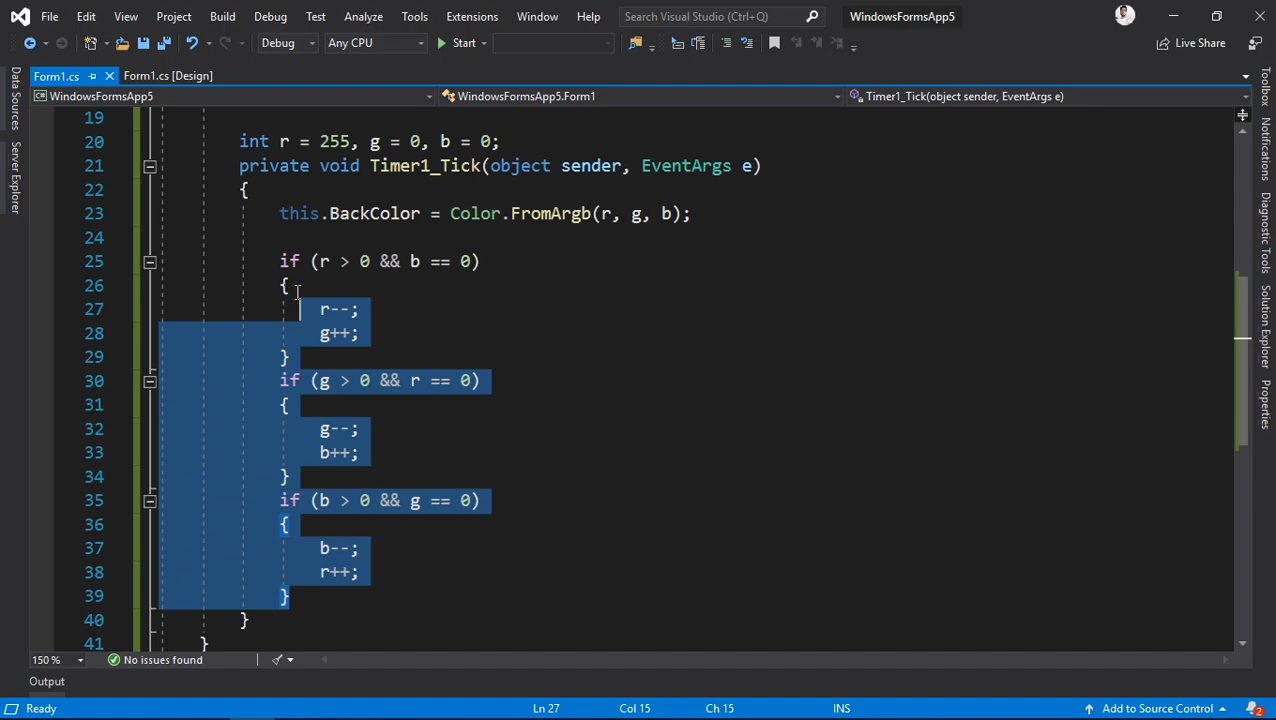 File Edit View Project Build Debug Test Analyze Tools Extensions Window Help Search Visual Studio (Ctrl+Q) WindowsFormsApp5
Debug Any CPU Start Live Share
Form1.cs Form1.cs [Design]
WindowsFormsApp5 WindowsFormsApp5.Form1 Timer1_Tick(object sender, EventArgs e)
Data Sources
Server Explorer
19
20 int r = 255, g = 0, b = 0;
21 private void Timer1_Tick(object sender, EventArgs e)
22 {
23 this.BackColor = Color.FromArgb(r, g, b);
24
25 if (r > 0 && b == 0)
26 {
27 r--;
28 g++;
29 }
30 if (g > 0 && r == 0)
31 {
32 g--;
33 b++;
34 }
35 if (b > 0 && g == 0)
36 {
37 b--;
38 r++;
39 }
40 }
41 }
Toolbox
Notifications
Diagnostic Tools
Solution Explorer
Properties
150 % No issues found
Output
Ready Ln 27 Col 15 Ch 15 INS Add to Source Control 2